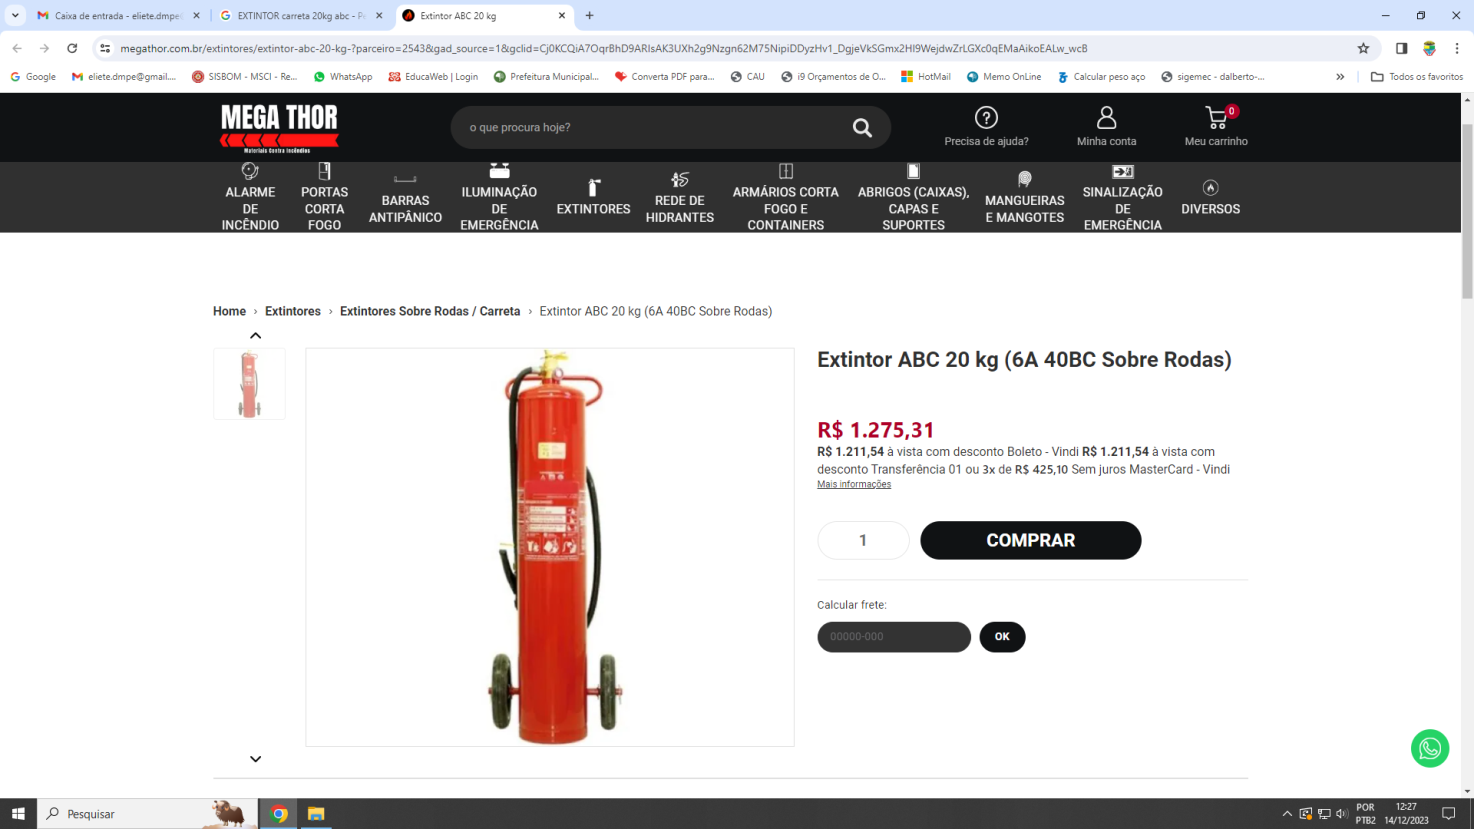 Caixa de entrada - eliete.dmpe
EXTINTOR carreta 20kg abc - Pe
Extintor ABC 20 kg
megathor.com.br/extintores/extintor-abc-20-kg-?parceiro=2543&gad_source=1&gclid=Cj0KCQiA7OqrBhD9ARIsAK3UXh2g9Nzgn62M75NipiDDyzHv1_DgjeVkSGmx2HI9WejdwZrLGXc0qEMaAikoEALw_wcB
Google
eliete.dmpe@gmail....
SISBOM - MSCI - Re...
WhatsApp
EducaWeb | Login
Prefeitura Municipal...
Converta PDF para...
CAU
i9 Orçamentos de O...
HotMail
Memo OnLine
Calcular peso aço
sigemec - dalberto-...
Todos os favoritos
MEGA THOR
Materiais Contra Incêndios
o que procura hoje?
Precisa de ajuda?
Minha conta
0
Meu carrinho
ALARME
DE
INCÊNDIO
PORTAS
CORTA
FOGO
BARRAS
ANTIPÂNICO
ILUMINAÇÃO
DE
EMERGÊNCIA
EXTINTORES
REDE DE
HIDRANTES
ARMÁRIOS CORTA
FOGO E
CONTAINERS
ABRIGOS (CAIXAS),
CAPAS E
SUPORTES
MANGUEIRAS
E MANGOTES
SINALIZAÇÃO
DE
EMERGÊNCIA
DIVERSOS
Home › Extintores › Extintores Sobre Rodas / Carreta › Extintor ABC 20 kg (6A 40BC Sobre Rodas)
Extintor ABC 20 kg (6A 40BC Sobre Rodas)
R$ 1.275,31
R$ 1.211,54 à vista com desconto Boleto - Vindi R$ 1.211,54 à vista com
desconto Transferência 01 ou 3x de R$ 425,10 Sem juros MasterCard - Vindi
Mais informações
1
COMPRAR
Calcular frete:
00000-000
OK
Pesquisar
POR
PTB2
12:27
14/12/2023